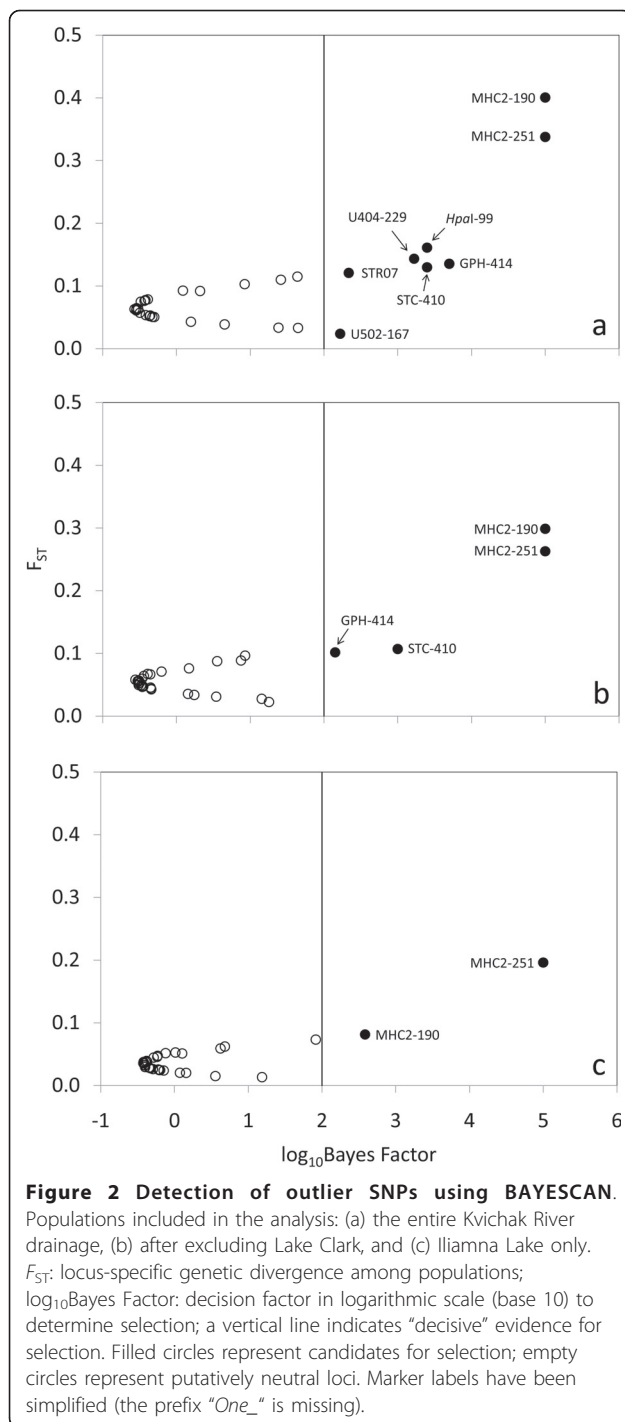 0.5
0.4
0.3
0.2
0.1
0.0
MHC2-190
MHC2-251
U404-229
HpaI-99
STR07
GPH-414
STC-410
U502-167
a
0.5
0.4
0.3
0.2
0.1
0.0
F_ST
MHC2-190
MHC2-251
GPH-414
STC-410
b
0.5
0.4
0.3
0.2
0.1
0.0
MHC2-251
MHC2-190
c
-1 0 1 2 3 4 5 6
log₁₀Bayes Factor
Figure 2 Detection of outlier SNPs using BAYESCAN.
Populations included in the analysis: (a) the entire Kvichak River
drainage, (b) after excluding Lake Clark, and (c) Iliamna Lake only.
F_ST: locus-specific genetic divergence among populations;
log₁₀Bayes Factor: decision factor in logarithmic scale (base 10) to
determine selection; a vertical line indicates “decisive” evidence for
selection. Filled circles represent candidates for selection; empty
circles represent putatively neutral loci. Marker labels have been
simplified (the prefix “One_“ is missing).